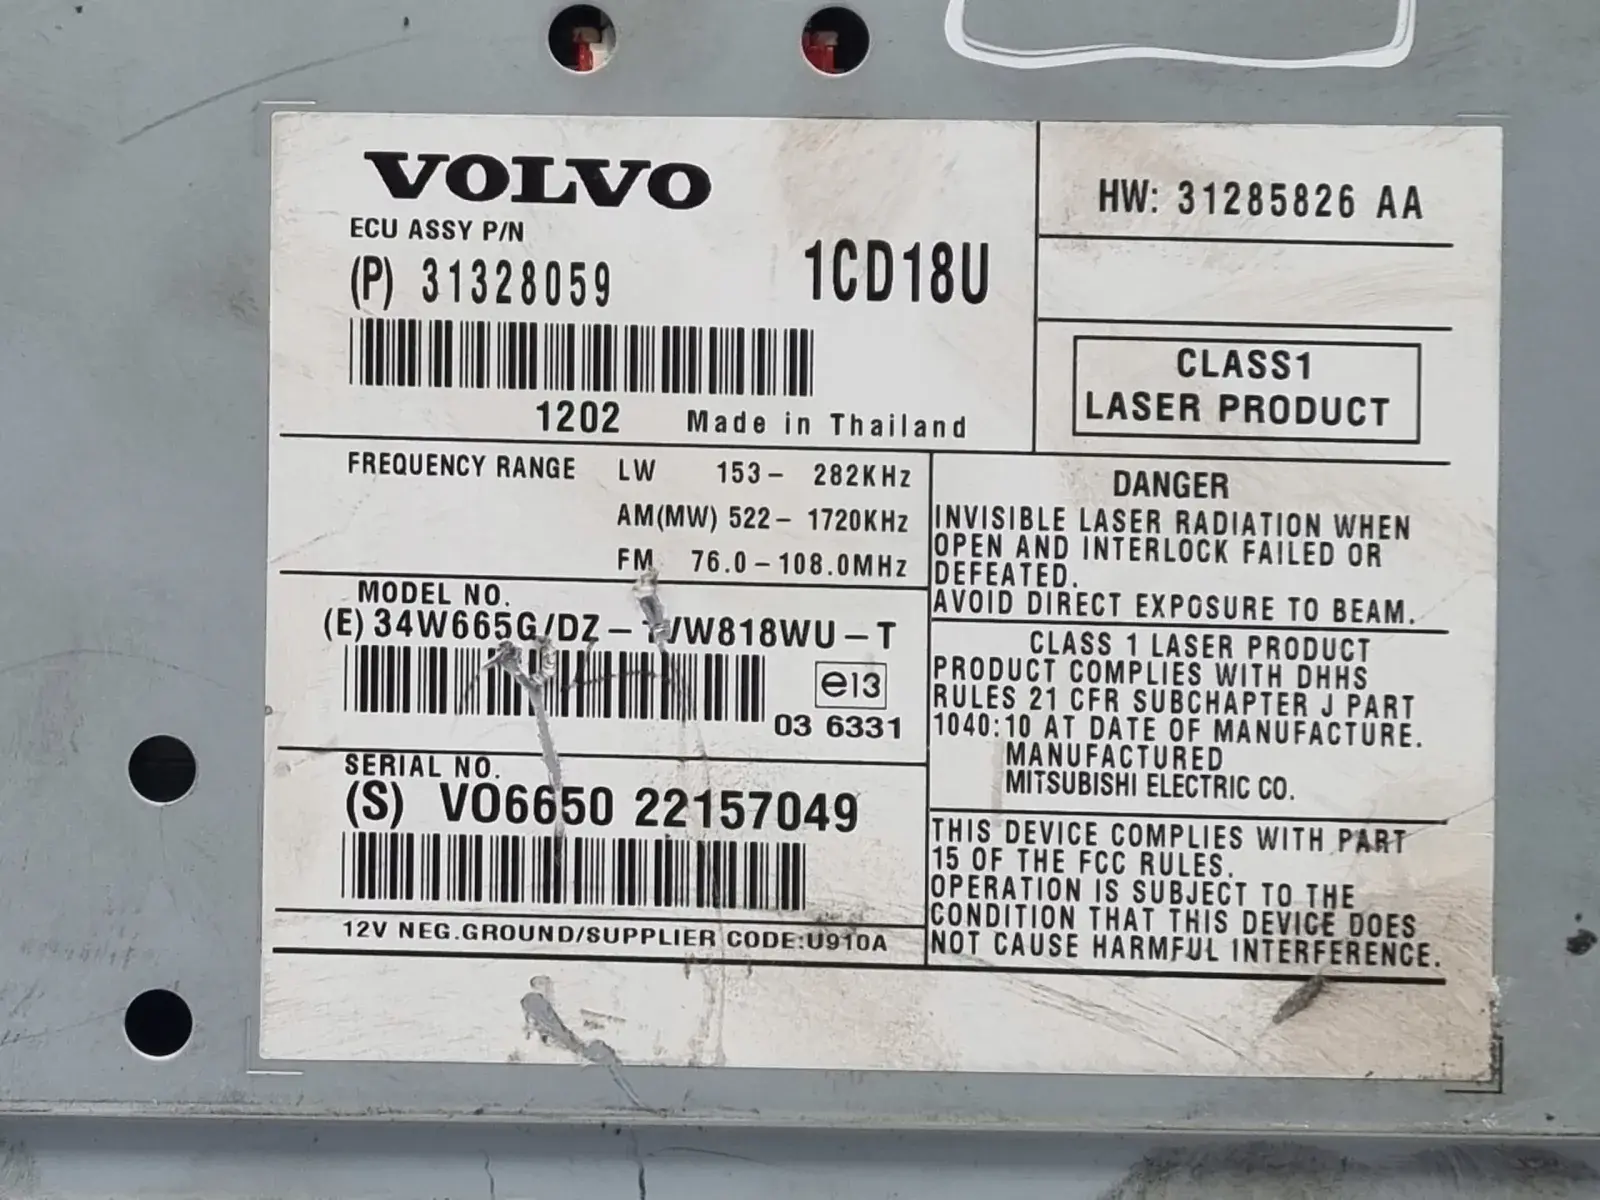 VOLVO
ECU ASSY P/N
(P) 31328059
1CD18U
1202 Made in Thailand
HW: 31285826 AA
CLASS1
LASER PRODUCT
FREQUENCY RANGE LW 153- 282KHz
AM(MW) 522- 1720KHz
FM 76.0-108.0MHz
MODEL NO.
(E) 34W665G/DZ- /W818WU-T
e13
03 6331
SERIAL NO.
(S) VO6650 22157049
12V NEG.GROUND/SUPPLIER CODE:U910A
DANGER
INVISIBLE LASER RADIATION WHEN
OPEN AND INTERLOCK FAILED OR
DEFEATED.
AVOID DIRECT EXPOSURE TO BEAM.
CLASS 1 LASER PRODUCT
PRODUCT COMPLIES WITH DHHS
RULES 21 CFR SUBCHAPTER J PART
1040:10 AT DATE OF MANUFACTURE.
MANUFACTURED
MITSUBISHI ELECTRIC CO.
THIS DEVICE COMPLIES WITH PART
15 OF THE FCC RULES.
OPERATION IS SUBJECT TO THE
CONDITION THAT THIS DEVICE DOES
NOT CAUSE HARMFUL INTERFERENCE.